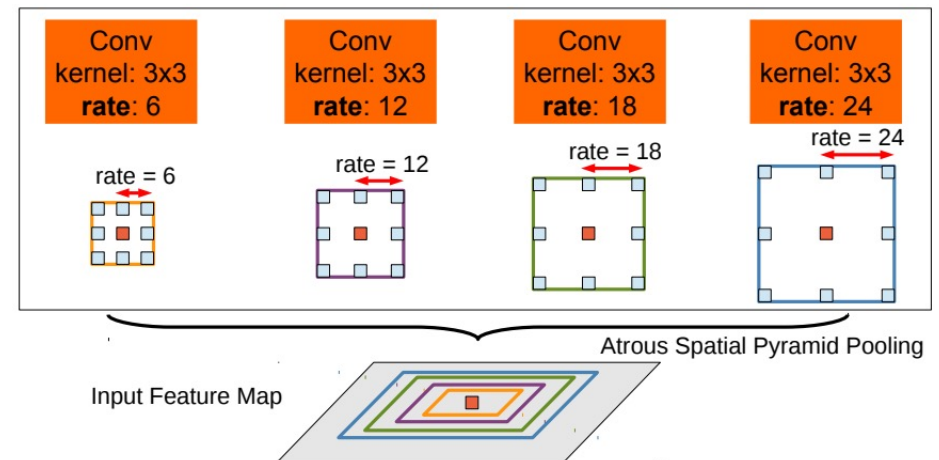 Conv
kernel: 3x3
rate: 6
Conv
kernel: 3x3
rate: 12
Conv
kernel: 3x3
rate: 18
Conv
kernel: 3x3
rate: 24
rate = 6
rate = 12
rate = 18
rate = 24
Atrous Spatial Pyramid Pooling
Input Feature Map